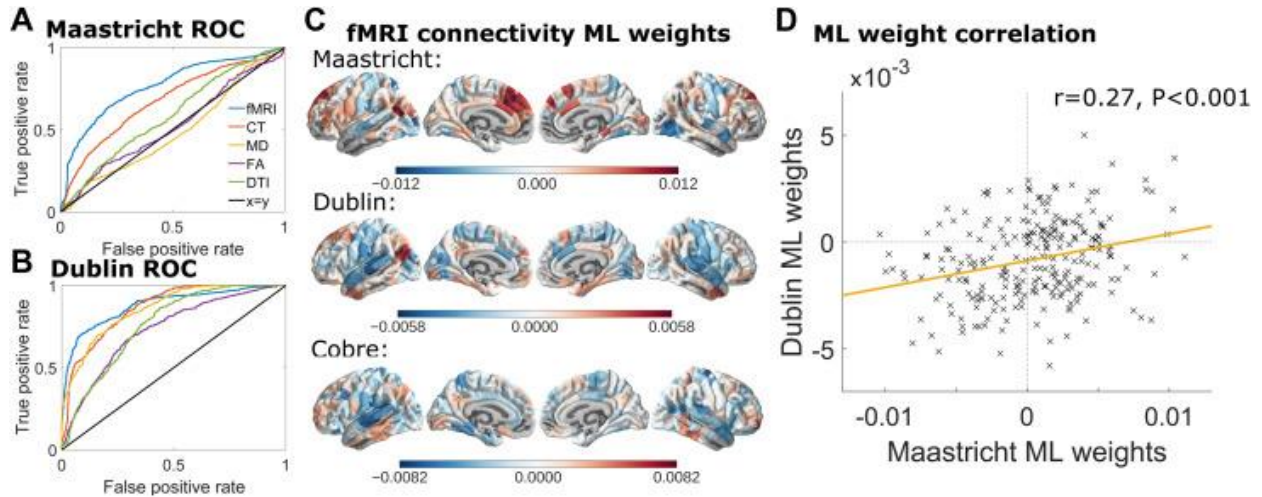 A Maastricht ROC
True positive rate
1
0.5
0
fMRI
CT
MD
FA
DTI
x=y
0 0.5 1
False positive rate
B Dublin ROC
True positive rate
1
0.5
0
0 0.5 1
False positive rate
C fMRI connectivity ML weights
Maastricht:
−0.012 0.000 0.012
Dublin:
−0.0058 0.0000 0.0058
Cobre:
−0.0082 0.0000 0.0082
D ML weight correlation
x10-3
r=0.27, P<0.001
Dublin ML weights
5
0
-5
-0.01 0 0.01
Maastricht ML weights